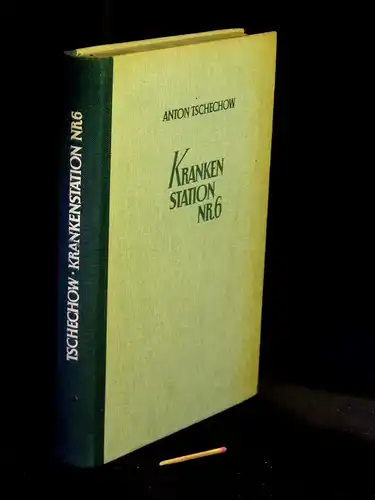 TSCHECHOW · KRANKENSTATION NR.6
ANTON TSCHECHOW
KRANKEN
STATION
NR.6